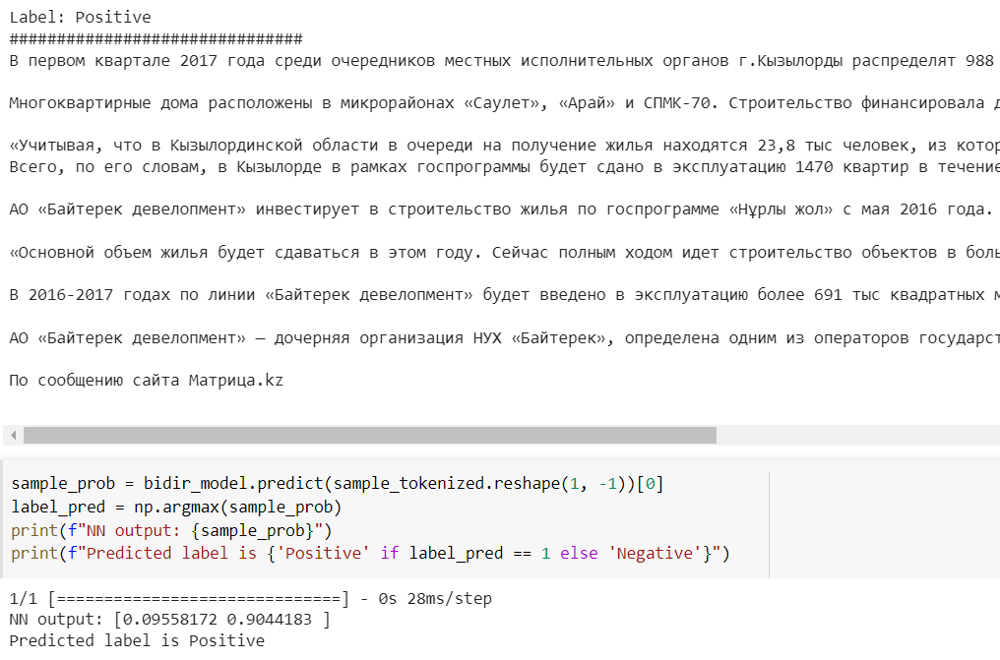 Label: Positive
###############################
В первом квартале 2017 года среди очередников местных исполнительных органов г.Кызылорды распределят 988
Многоквартирные дома расположены в микрорайонах «Саулет», «Арай» и СПМК-70. Строительство финансировала
«Учитывая, что в Кызылординской области в очереди на получение жилья находятся 23,8 тыс человек, из
Всего, по его словам, в Кызылорде в рамках госпрограммы будет сдано в эксплуатацию 1470 квартир в течение
АО «Байтерек девелопмент» инвестирует в строительство жилья по госпрограмме «Нұрлы жол» с мая 2016 года.
«Основной объем жилья будет сдаваться в этом году. Сейчас полным ходом идет строительство объектов в
В 2016-2017 годах по линии «Байтерек девелопмент» будет введено в эксплуатацию более 691 тыс квадратных
АО «Байтерек девелопмент» — дочерняя организация НУХ «Байтерек», определена одним из операторов
По сообщению сайта Матрица.kz
sample_prob = bidir_model.predict(sample_tokenized.reshape(1, -1))[0]
label_pred = np.argmax(sample_prob)
print(f"NN output: {sample_prob}")
print(f"Predicted label is {'Positive' if label_pred == 1 else 'Negative'}")
1/1 [==============================] - 0s 28ms/step
NN output: [0.09558172 0.9044183 ]
Predicted label is Positive